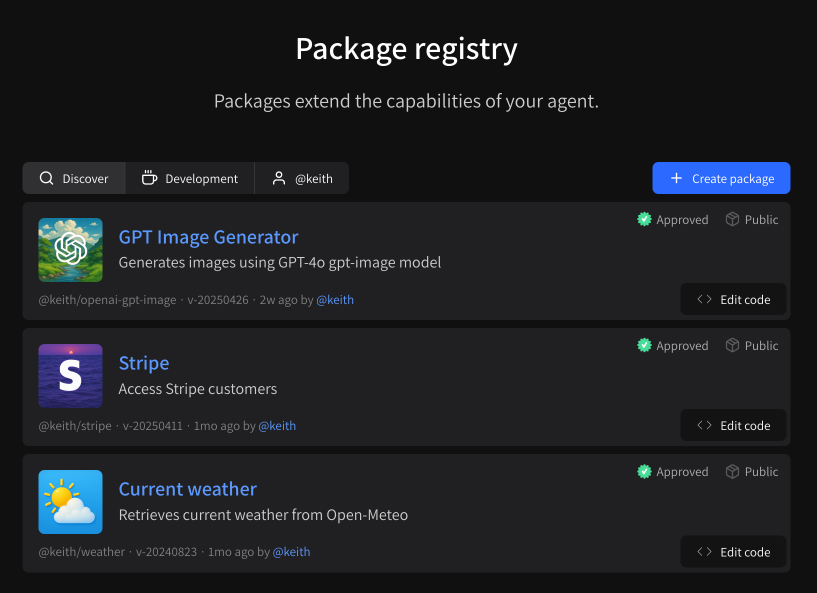 Package registry
Packages extend the capabilities of your agent.
Discover Development @keith Create package
Approved Public
GPT Image Generator
Generates images using GPT-4o gpt-image model
@keith/openai-gpt-image · v-20250426 · 2w ago by @keith Edit code
Approved Public
S
Stripe
Access Stripe customers
@keith/stripe · v-20250411 · 1mo ago by @keith Edit code
Approved Public
Current weather
Retrieves current weather from Open-Meteo
@keith/weather · v-20240823 · 1mo ago by @keith Edit code